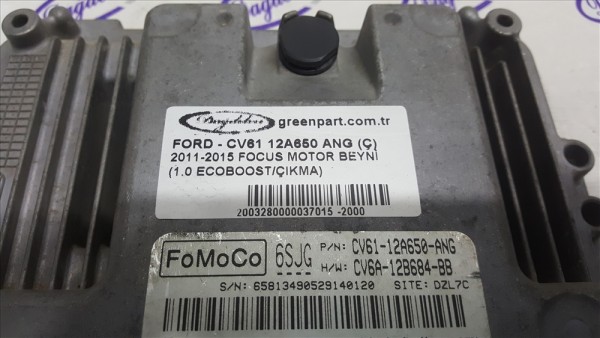 greenpart.com.tr
FORD - CV61 12A650 ANG (Ç)
2011-2015 FOCUS MOTOR BEYNİ
(1.0 ECOBOOST/ÇIKMA)
2003280000037015 -2000
FoMoCo 6SJG P/N: CV61-12A650-ANG
H/W: CV6A-12B684-BB
S/N: 65813490529140120 SITE: DZL7C